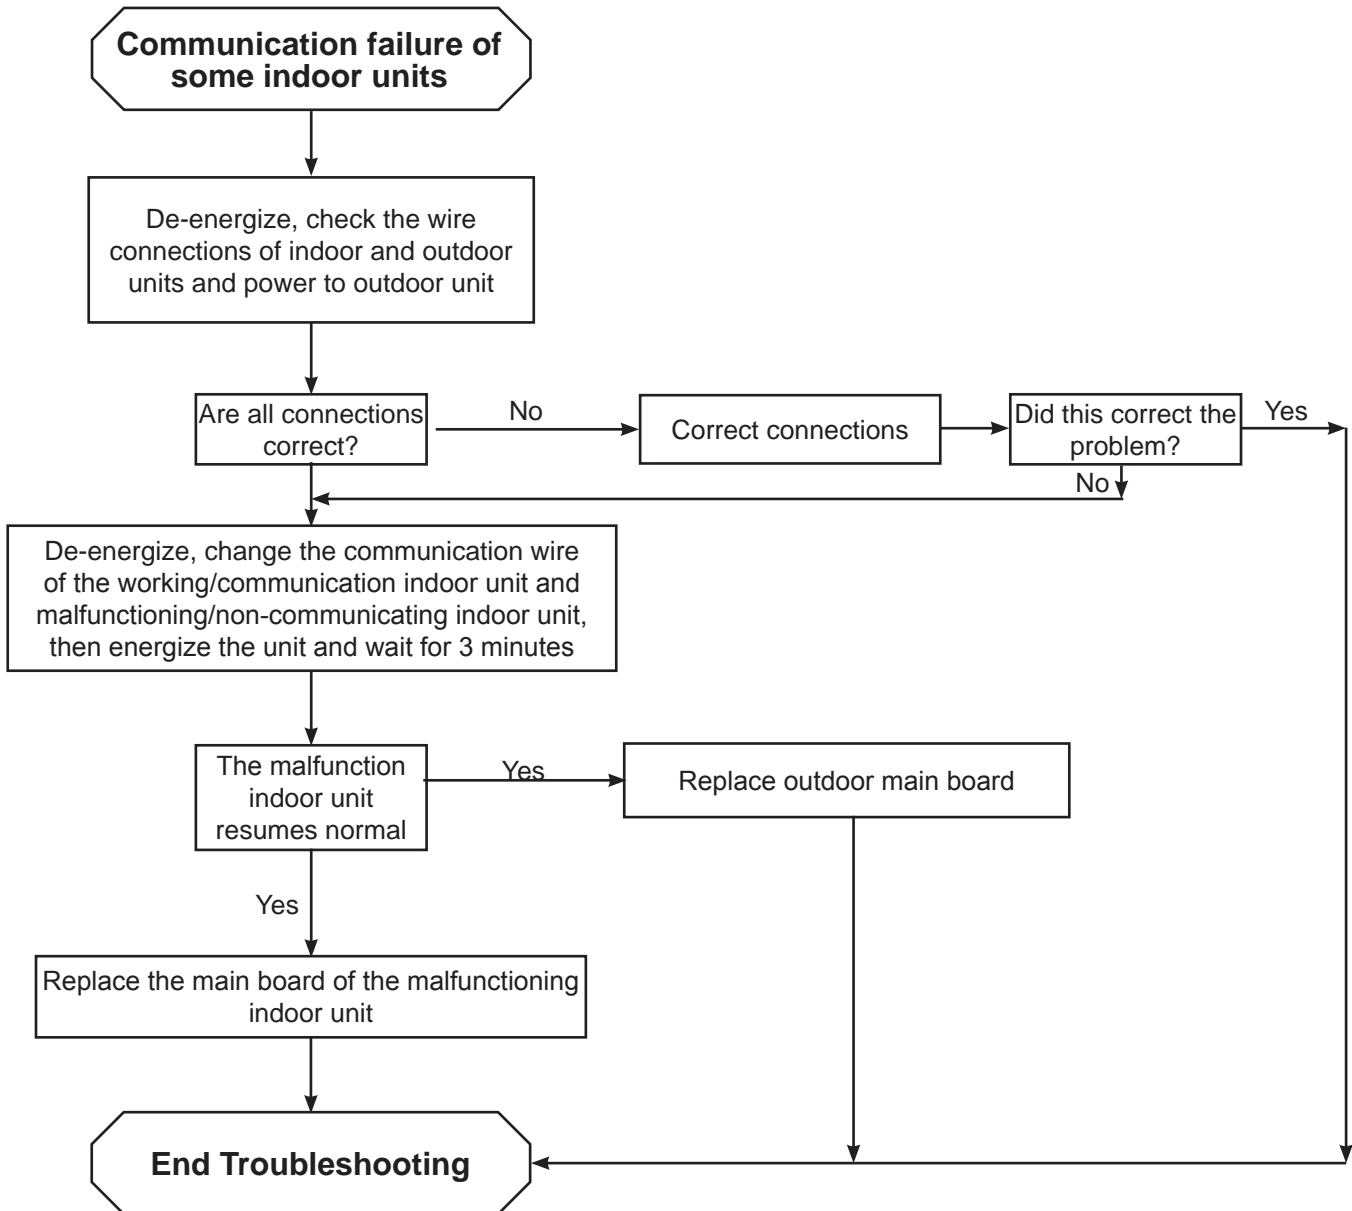 Communication failure of
some indoor units
De-energize, check the wire
connections of indoor and outdoor
units and power to outdoor unit
Are all connections
correct?
No
Correct connections
Did this correct the
problem?
Yes
No
De-energize, change the communication wire
of the working/communication indoor unit and
malfunctioning/non-communicating indoor unit,
then energize the unit and wait for 3 minutes
The malfunction
indoor unit
resumes normal
Yes
Replace outdoor main board
Yes
Replace the main board of the malfunctioning
indoor unit
End Troubleshooting